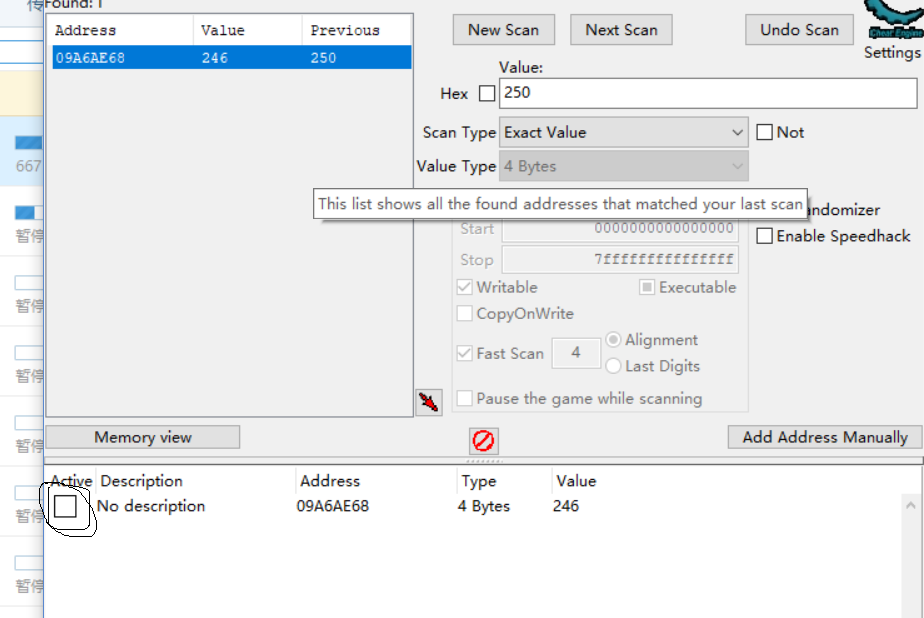 传
Found: 1
Address Value Previous
09A6AE68 246 250
New Scan Next Scan Undo Scan
Cheat Engine
Settings
Value:
Hex 250
Scan Type Exact Value Not
Value Type 4 Bytes
667
This list shows all the found addresses that matched your last scan
andomizer
Start 0000000000000000
暂停
Enable Speedhack
Stop 7fffffffffffffff
Writable Executable
暂停
CopyOnWrite
Fast Scan 4 Alignment
Last Digits
暂停
Pause the game while scanning
Memory view Add Address Manually
暂停
Active Description Address Type Value
No description 09A6AE68 4 Bytes 246
暂停
暂停